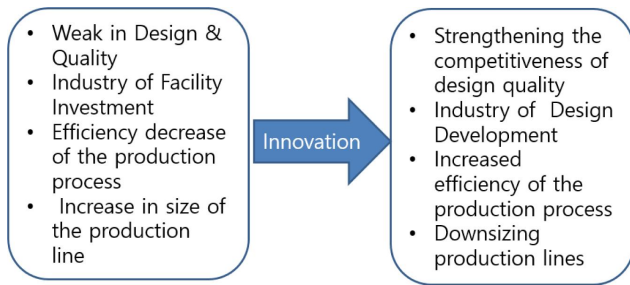 • Weak in Design &
Quality
• Industry of Facility
Investment
• Efficiency decrease
of the production
process
• Increase in size of
the production
line
Innovation
• Strengthening the
competitiveness of
design quality
• Industry of Design
Development
• Increased
efficiency of the
production process
• Downsizing
production lines